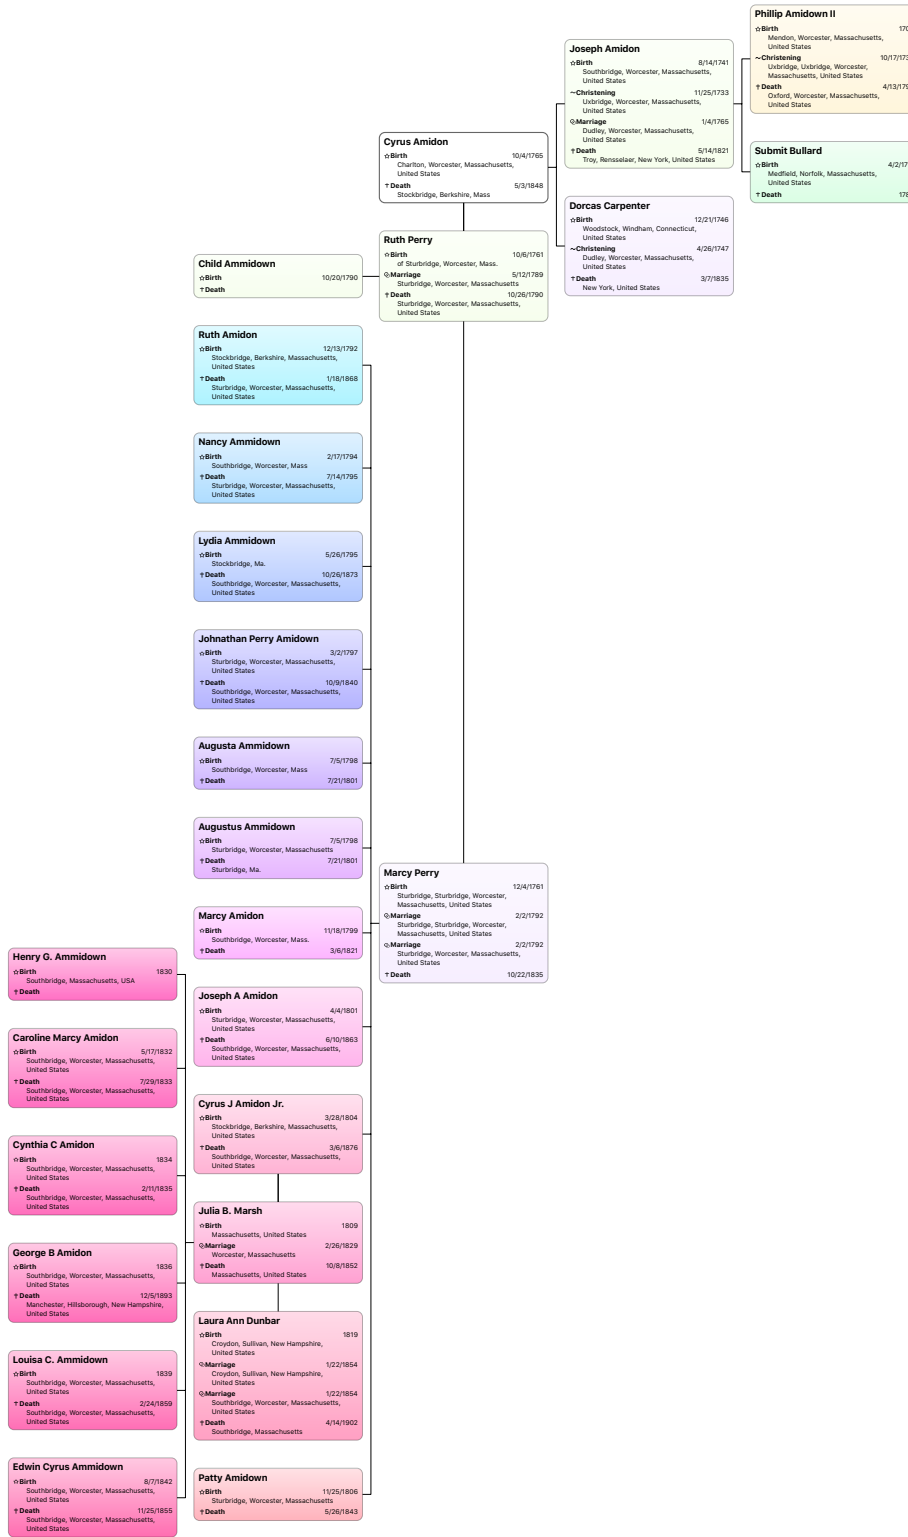 Phillip Amidown II
☆Birth 170
Mendon, Worcester, Massachusetts,
United States
~Christening 10/17/173
Uxbridge, Uxbridge, Worcester,
Massachusetts, United States
†Death 4/13/179
Oxford, Worcester, Massachusetts,
United States
Submit Bullard
☆Birth 4/2/17
Medfield, Norfolk, Massachusetts,
United States
†Death 178
Joseph Amidon
☆Birth 8/14/1741
Southbridge, Worcester, Massachusetts,
United States
~Christening 11/25/1733
Uxbridge, Worcester, Massachusetts,
United States
Marriage 1/4/1765
Dudley, Worcester, Massachusetts,
United States
†Death 5/14/1821
Troy, Rensselaer, New York, United States
Dorcas Carpenter
☆Birth 12/21/1746
Woodstock, Windham, Connecticut,
United States
~Christening 4/26/1747
Dudley, Worcester, Massachusetts,
United States
†Death 3/7/1835
New York, United States
Cyrus Amidon
☆Birth 10/4/1765
Charlton, Worcester, Massachusetts,
United States
†Death 5/3/1848
Stockbridge, Berkshire, Mass
Ruth Perry
☆Birth 10/6/1761
of Sturbridge, Worcester, Mass.
Marriage 5/12/1789
Sturbridge, Worcester, Massachusetts
†Death 10/26/1790
Sturbridge, Worcester, Massachusetts,
United States
Child Ammidown
☆Birth 10/20/1790
†Death
Ruth Amidon
☆Birth 12/13/1792
Stockbridge, Berkshire, Massachusetts,
United States
†Death 1/18/1868
Sturbridge, Worcester, Massachusetts,
United States
Nancy Ammidown
☆Birth 2/17/1794
Southbridge, Worcester, Mass
†Death 7/14/1795
Sturbridge, Worcester, Massachusetts,
United States
Lydia Ammidown
☆Birth 5/26/1795
Stockbridge, Ma.
†Death 10/26/1873
Southbridge, Worcester, Massachusetts,
United States
Johnathan Perry Amidown
☆Birth 3/2/1797
Sturbridge, Worcester, Massachusetts,
United States
†Death 10/9/1840
Southbridge, Worcester, Massachusetts,
United States
Augusta Ammidown
☆Birth 7/5/1798
Southbridge, Worcester, Mass
†Death 7/21/1801
Augustus Ammidown
☆Birth 7/5/1798
Sturbridge, Worcester, Massachusetts
†Death 7/21/1801
Sturbridge, Ma.
Marcy Perry
☆Birth 12/4/1761
Sturbridge, Sturbridge, Worcester,
Massachusetts, United States
Marriage 2/2/1792
Sturbridge, Sturbridge, Worcester,
Massachusetts, United States
Marriage 2/2/1792
Sturbridge, Worcester, Massachusetts,
United States
†Death 10/22/1835
Marcy Amidon
☆Birth 11/18/1799
Southbridge, Worcester, Mass.
†Death 3/6/1821
Joseph A Amidon
☆Birth 4/4/1801
Sturbridge, Worcester, Massachusetts,
United States
†Death 6/10/1863
Southbridge, Worcester, Massachusetts,
United States
Cyrus J Amidon Jr.
☆Birth 3/28/1804
Stockbridge, Berkshire, Massachusetts,
United States
†Death 3/6/1876
Southbridge, Worcester, Massachusetts,
United States
Julia B. Marsh
☆Birth 1809
Massachusetts, United States
Marriage 2/26/1829
Worcester, Massachusetts
†Death 10/8/1852
Massachusetts, United States
Laura Ann Dunbar
☆Birth 1819
Croydon, Sullivan, New Hampshire,
United States
Marriage 1/22/1854
Croydon, Sullivan, New Hampshire,
United States
Marriage 1/22/1854
Southbridge, Worcester, Massachusetts,
United States
†Death 4/14/1902
Southbridge, Massachusetts
Patty Amidown
☆Birth 11/25/1806
Sturbridge, Worcester, Massachusetts
†Death 5/26/1843
Henry G. Ammidown
☆Birth 1830
Southbridge, Massachusetts, USA
†Death
Caroline Marcy Amidon
☆Birth 5/17/1832
Southbridge, Worcester, Massachusetts,
United States
†Death 7/29/1833
Southbridge, Worcester, Massachusetts,
United States
Cynthia C Amidon
☆Birth 1834
Southbridge, Worcester, Massachusetts,
United States
†Death 2/11/1835
Southbridge, Worcester, Massachusetts,
United States
George B Amidon
☆Birth 1836
Southbridge, Worcester, Massachusetts,
United States
†Death 12/5/1893
Manchester, Hillsborough, New Hampshire,
United States
Louisa C. Ammidown
☆Birth 1839
Southbridge, Worcester, Massachusetts,
United States
†Death 2/24/1859
Southbridge, Worcester, Massachusetts,
United States
Edwin Cyrus Ammidown
☆Birth 8/7/1842
Southbridge, Worcester, Massachusetts,
United States
†Death 11/25/1855
Southbridge, Worcester, Massachusetts,
United States